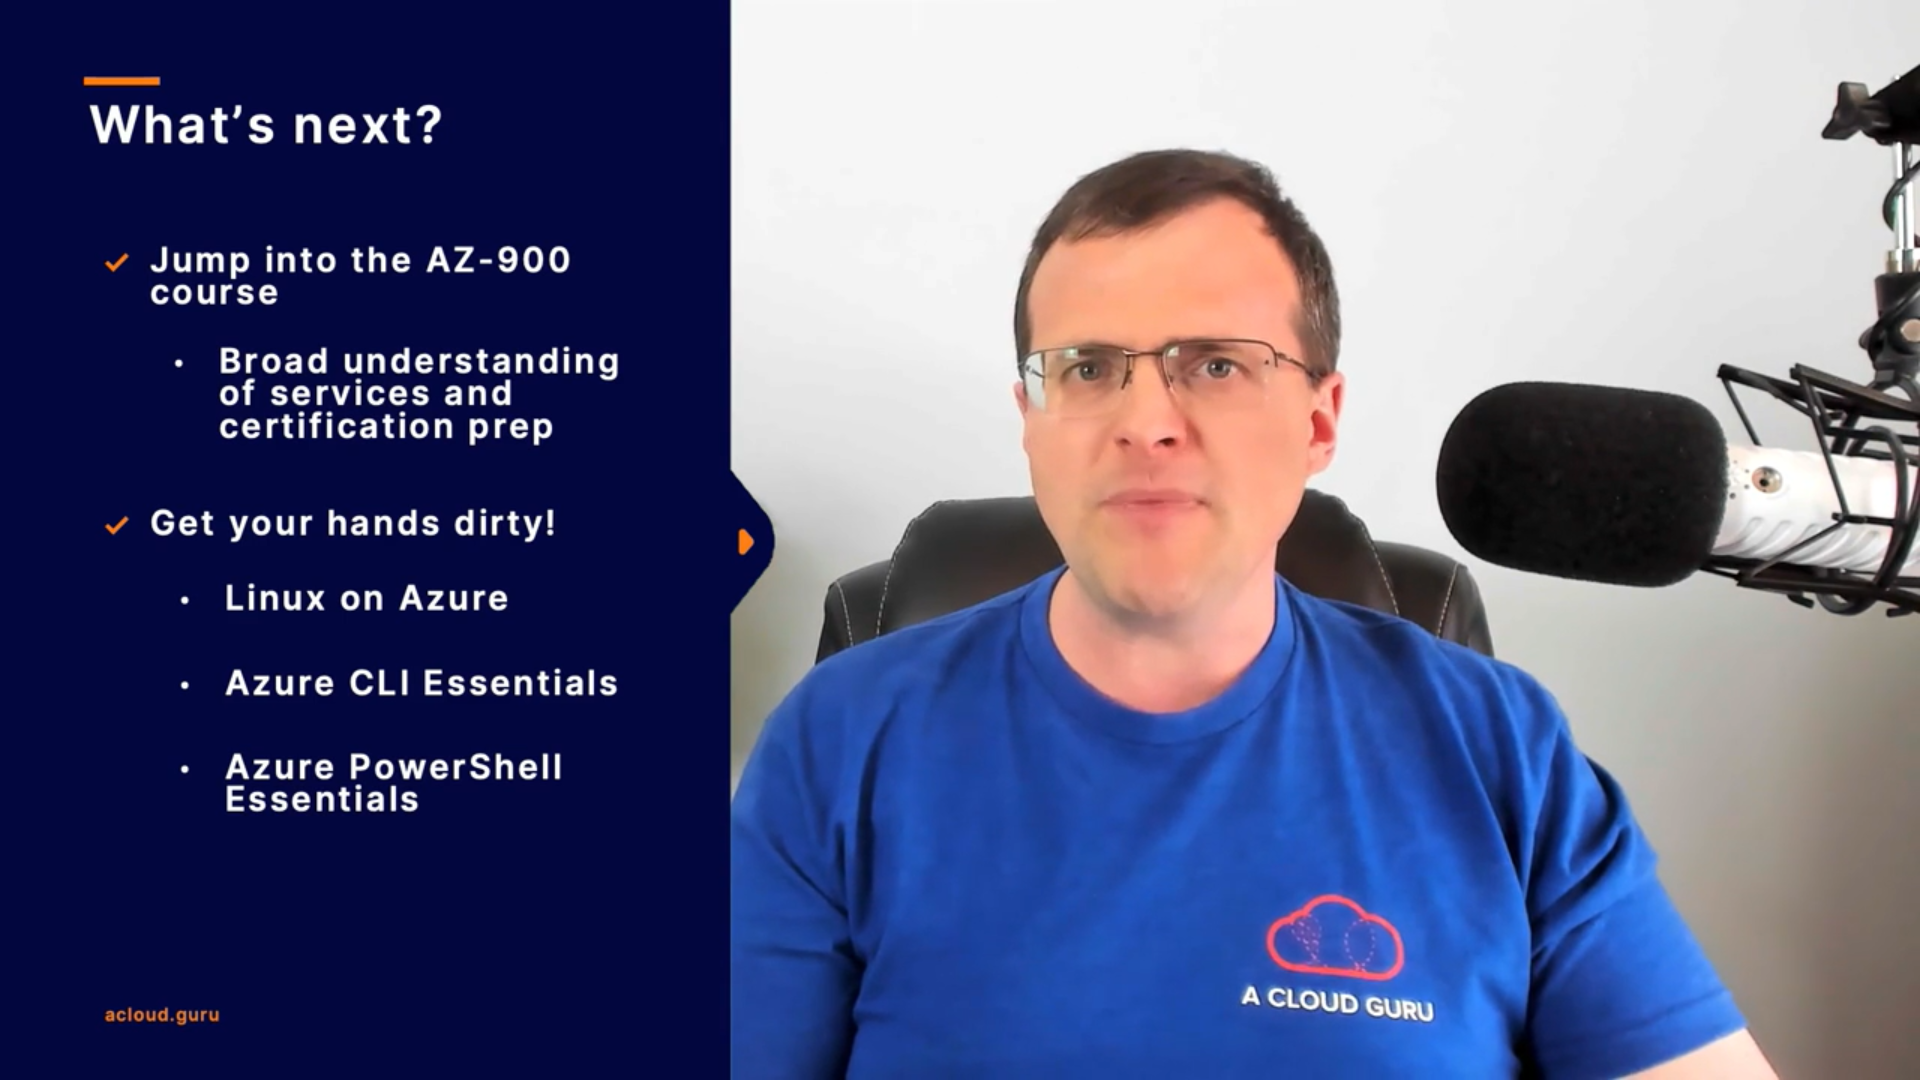 What's next?
Jump into the AZ-900
course
Broad understanding
of services and
certification prep
Get your hands dirty!
Linux on Azure
Azure CLI Essentials
Azure PowerShell
Essentials
acloud.guru
A CLOUD GURU